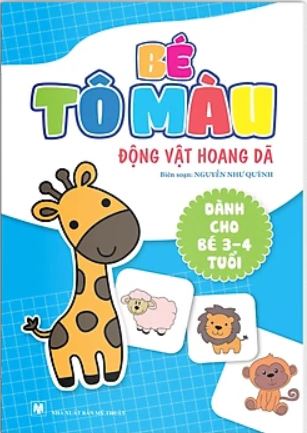 BÉ
TÔ MÀU
ĐỘNG VẬT HOANG DÃ
Biên soạn: NGUYỄN NHƯ QUỲNH
DÀNH
CHO
BÉ 3-4
TUỔI
NHÀ XUẤT BẢN MỸ THUẬT